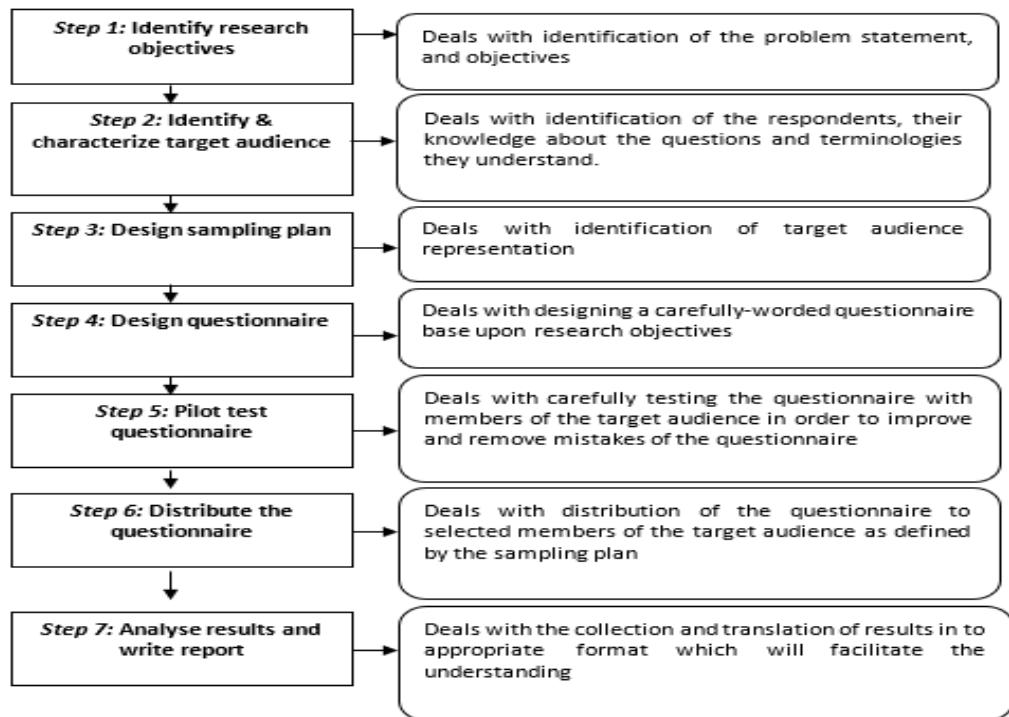 Step 1: Identify research
objectives
Deals with identification of the problem statement,
and objectives
Step 2: Identify &
characterize target audience
Deals with identification of the respondents, their
knowledge about the questions and terminologies
they understand.
Step 3: Design sampling plan
Deals with identification of target audience
representation
Step 4: Design questionnaire
Deals with designing a carefully-worded questionnaire
base upon research objectives
Step 5: Pilot test
questionnaire
Deals with carefully testing the questionnaire with
members of the target audience in order to improve
and remove mistakes of the questionnaire
Step 6: Distribute the
questionnaire
Deals with distribution of the questionnaire to
selected members of the target audience as defined
by the sampling plan
Step 7: Analyse results and
write report
Deals with the collection and translation of results in to
appropriate format which will facilitate the
understanding